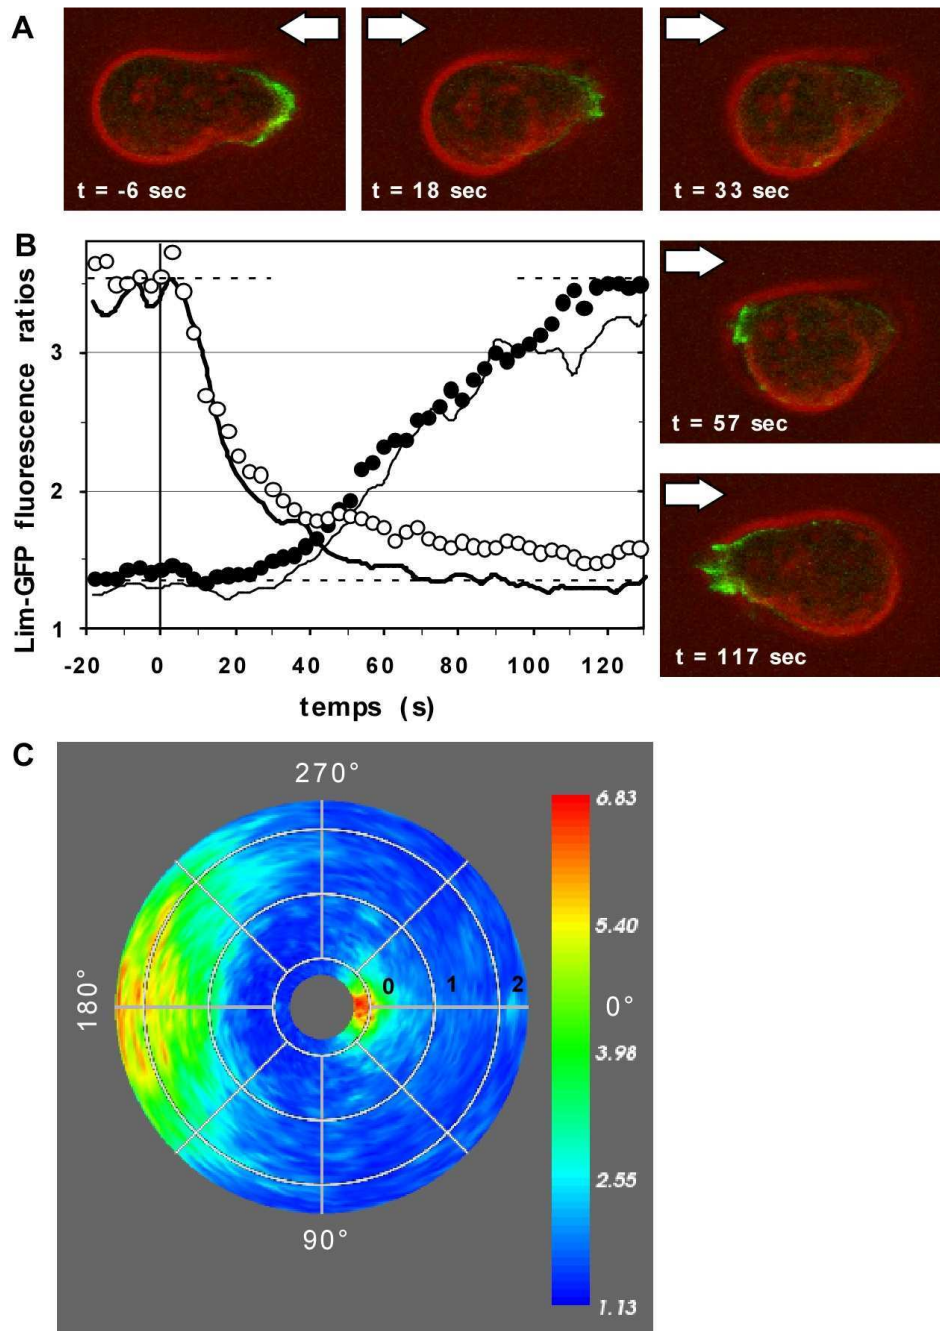 A
t = -6 sec
t = 18 sec
t = 33 sec
B
Lim-GFP fluorescence ratios
3
2
1
-20 0 20 40 60 80 100 120
temps (s)
t = 57 sec
t = 117 sec
C
270°
180°
90°
0°
0 1 2
6.83
5.40
3.98
2.55
1.13